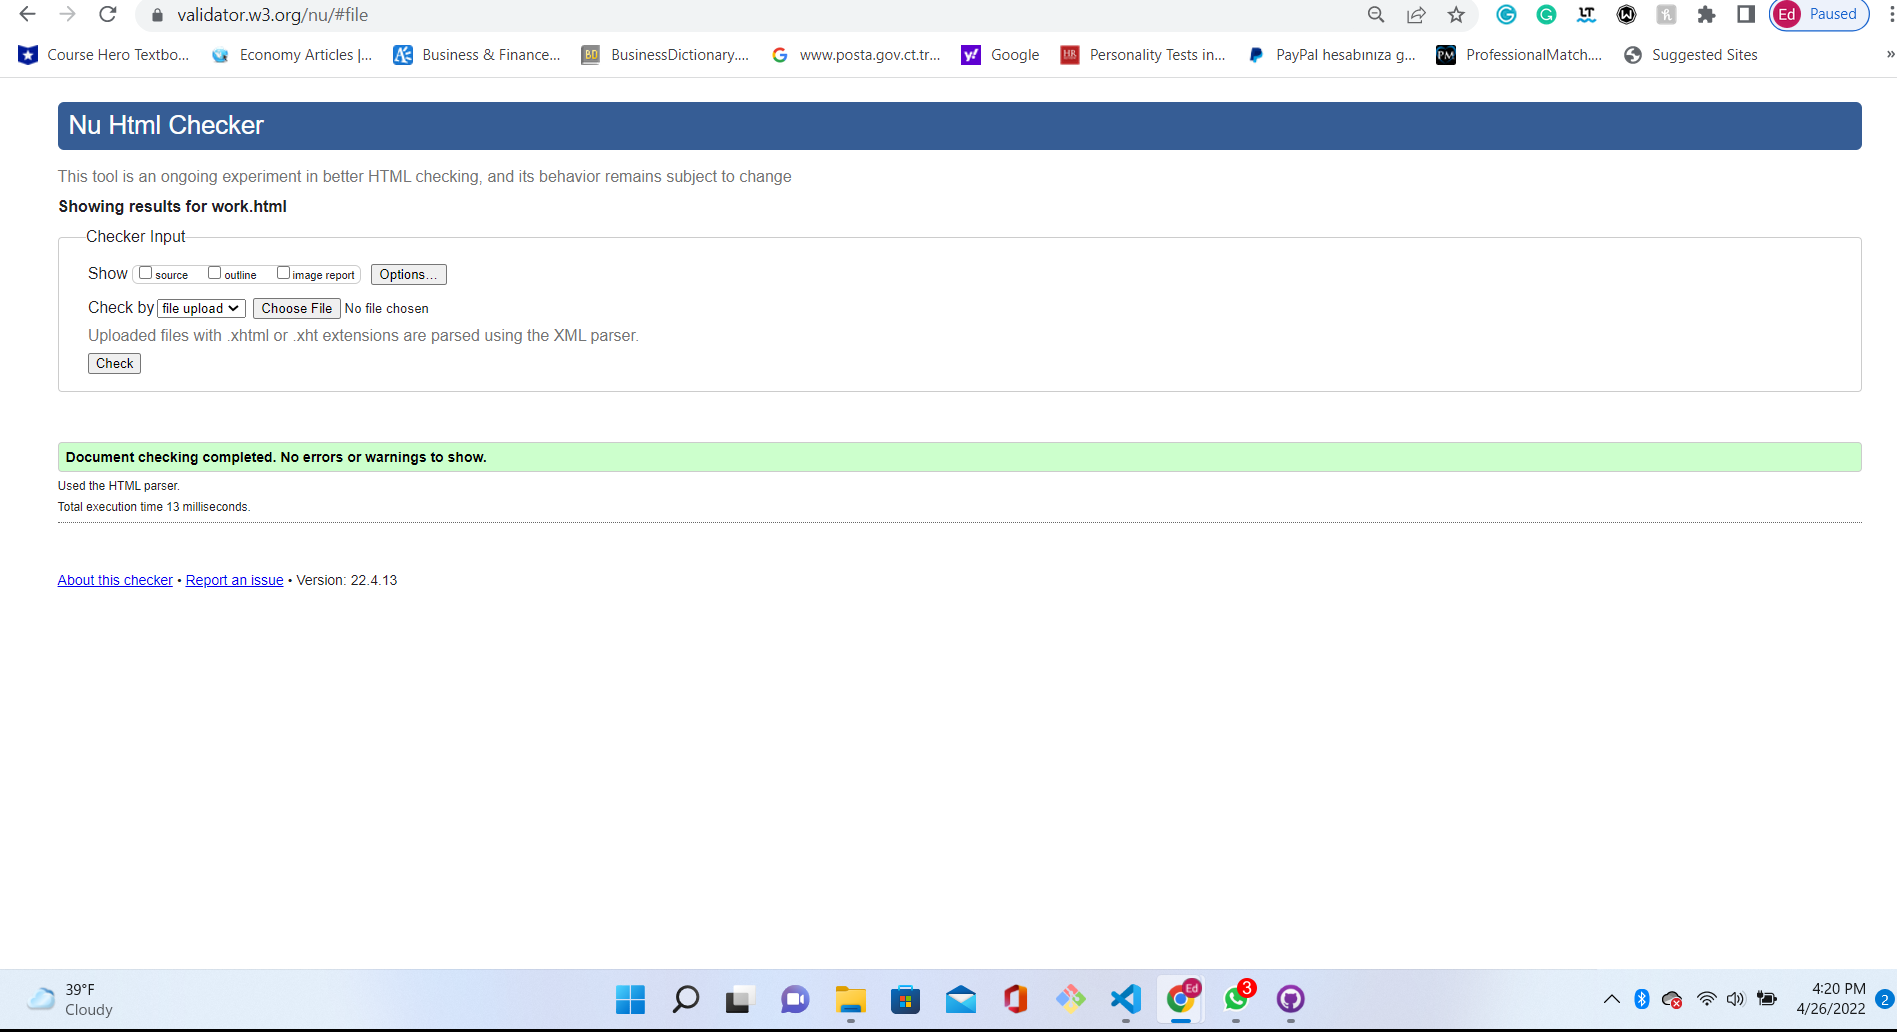 validator.w3.org/nu/#file
Ed Paused
Course Hero Textbo... Economy Articles |... Business & Finance... BD BusinessDictionary.... www.posta.gov.ct.tr... y! Google HB Personality Tests in... PayPal hesabınıza g... PM ProfessionalMatch.... Suggested Sites »
Nu Html Checker
This tool is an ongoing experiment in better HTML checking, and its behavior remains subject to change
Showing results for work.html
Checker Input
Show source outline image report Options...
Check by file upload Choose File No file chosen
Uploaded files with .xhtml or .xht extensions are parsed using the XML parser.
Check
Document checking completed. No errors or warnings to show.
Used the HTML parser.
Total execution time 13 milliseconds.
About this checker • Report an issue • Version: 22.4.13
39°F
Cloudy
Ed
3
4:20 PM
4/26/2022
2